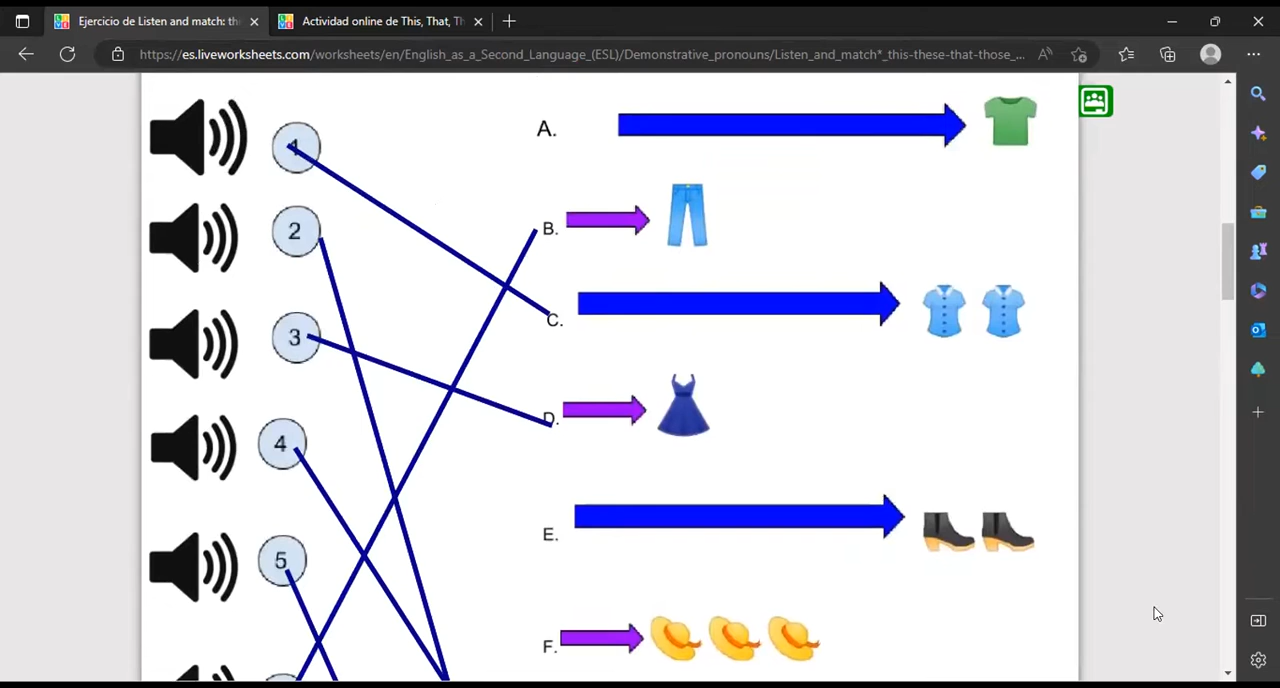 Ejercicio de Listen and match: th
Actividad online de This, That, Th
https://es.liveworksheets.com/worksheets/en/English_as_a_Second_Language_(ESL)/Demonstrative_pronouns/Listen_and_match*_this-these-that-those_...
1
A.
2
B.
3
C.
D.
4
E.
5
F.